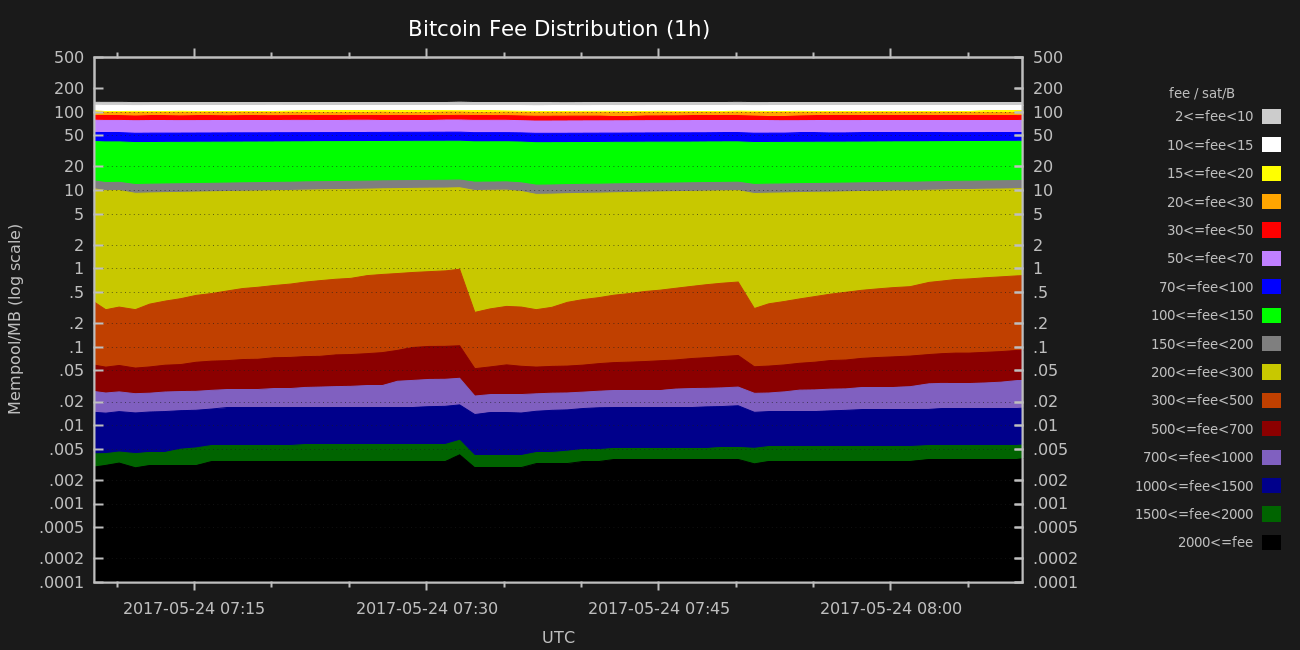 Bitcoin Fee Distribution (1h)
Mempool/MB (log scale)
500
200
100
50
20
10
5
2
1
.5
.2
.1
.05
.02
.01
.005
.002
.001
.0005
.0002
.0001
500
200
100
50
20
10
5
2
1
.5
.2
.1
.05
.02
.01
.005
.002
.001
.0005
.0002
.0001
2017-05-24 07:15
2017-05-24 07:30
2017-05-24 07:45
2017-05-24 08:00
UTC
fee / sat/B
2<=fee<10
10<=fee<15
15<=fee<20
20<=fee<30
30<=fee<50
50<=fee<70
70<=fee<100
100<=fee<150
150<=fee<200
200<=fee<300
300<=fee<500
500<=fee<700
700<=fee<1000
1000<=fee<1500
1500<=fee<2000
2000<=fee